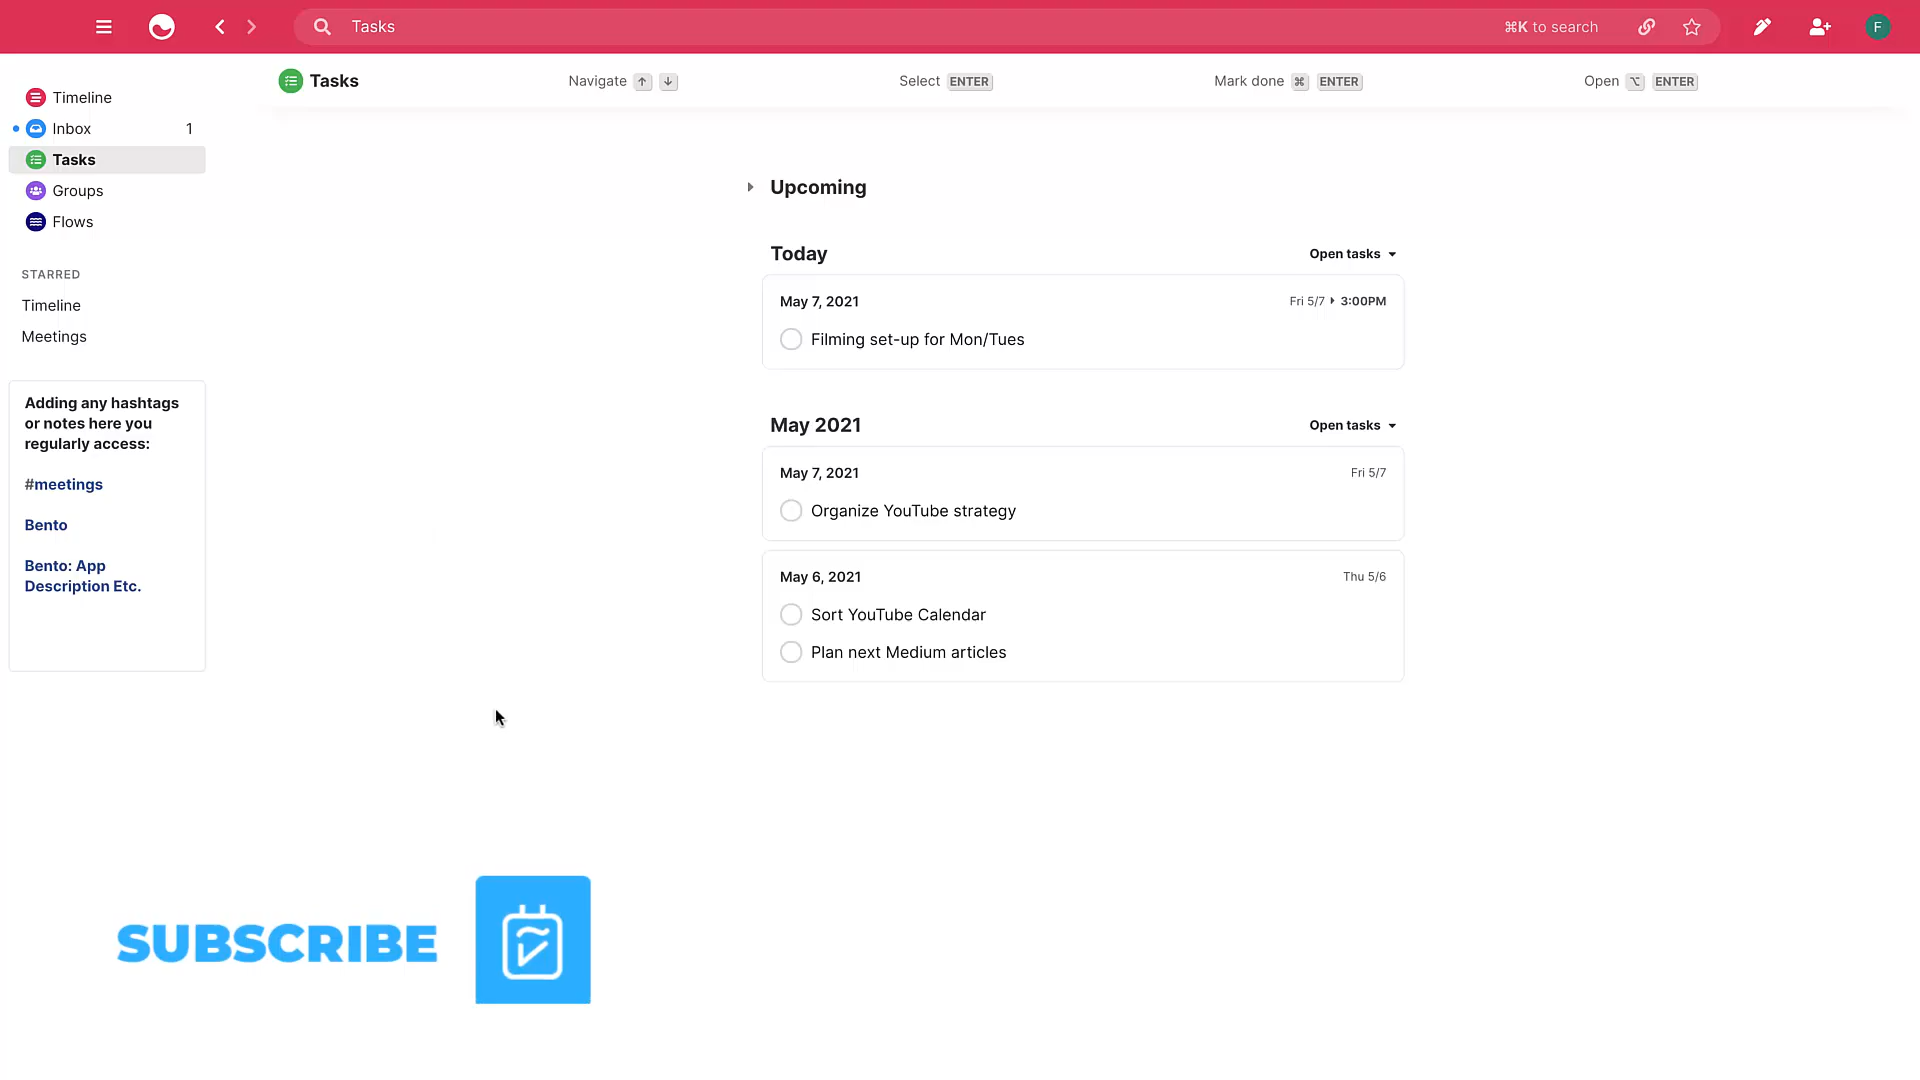 Tasks
⌘K to search
F
Timeline
Inbox 1
Tasks
Groups
Flows
STARRED
Timeline
Meetings
Adding any hashtags
or notes here you
regularly access:
#meetings
Bento
Bento: App
Description Etc.
Tasks
Navigate ↑ ↓
Select ENTER
Mark done ⌘ ENTER
Open ⌥ ENTER
Upcoming
Today Open tasks
May 7, 2021 Fri 5/7 ▸ 3:00PM
Filming set-up for Mon/Tues
May 2021 Open tasks
May 7, 2021 Fri 5/7
Organize YouTube strategy
May 6, 2021 Thu 5/6
Sort YouTube Calendar
Plan next Medium articles
SUBSCRIBE